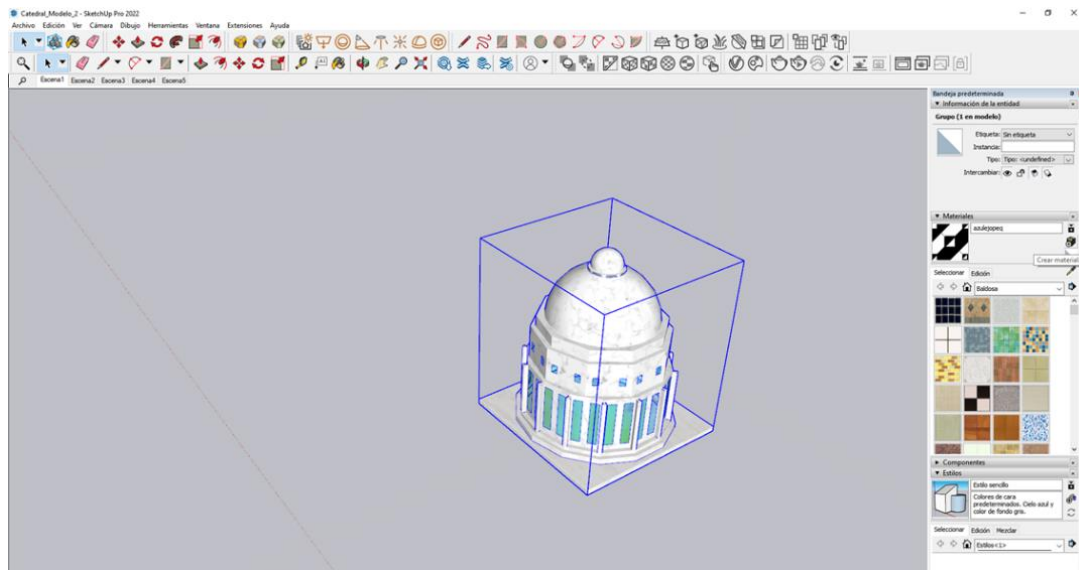 Catedral_Modelo_2 - SketchUp Pro 2022
Archivo Edición Ver Cámara Dibujo Herramientas Ventana Extensiones Ayuda
Escena1 Escena2 Escena3 Escena4 Escena5
Bandeja predeterminada
Información de la entidad
Grupo (1 en modelo)
Etiqueta: Sin etiqueta
Instancia:
Tipo: Tipo: <undefined>
Intercambiar:
Materiales
azulejopeq
Crear material
Seleccionar Edición
Baldosa
Componentes
Estilos
Estilo sencillo
Colores de cara
predeterminados. Cielo azul y
color de fondo gris.
Seleccionar Edición Mezclar
Estilos<1>